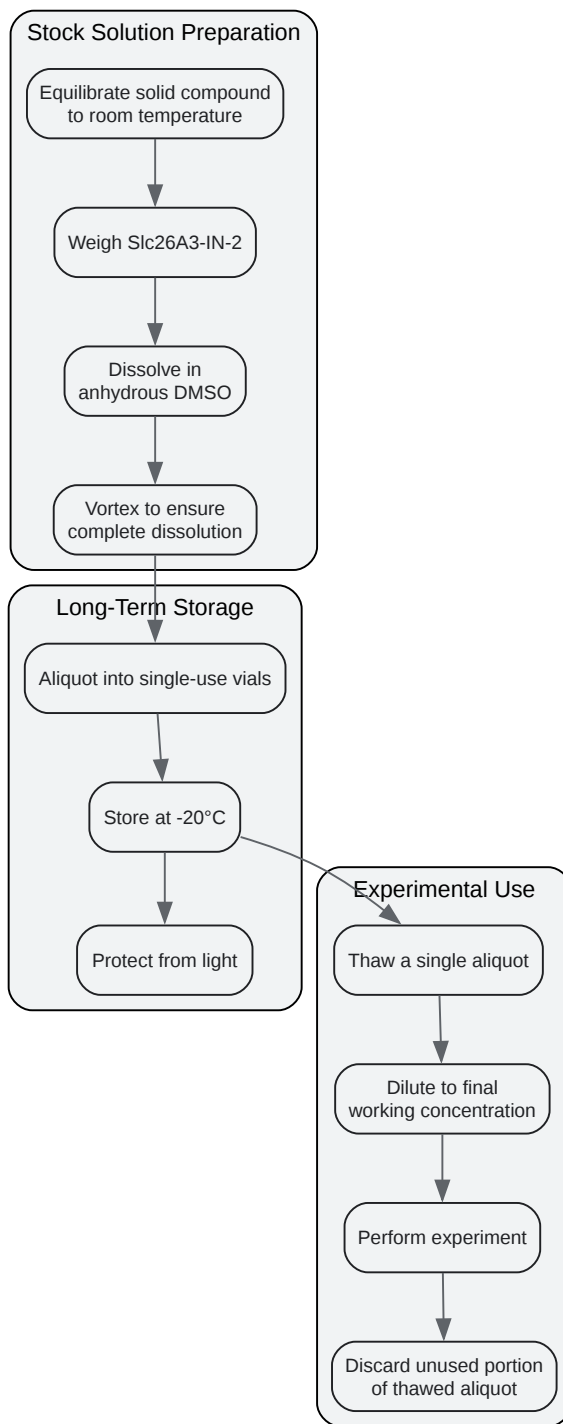 Stock Solution Preparation
Equilibrate solid compound
to room temperature
Weigh Slc26A3-IN-2
Dissolve in
anhydrous DMSO
Vortex to ensure
complete dissolution
Long-Term Storage
Aliquot into single-use vials
Store at -20°C
Protect from light
Experimental Use
Thaw a single aliquot
Dilute to final
working concentration
Perform experiment
Discard unused portion
of thawed aliquot